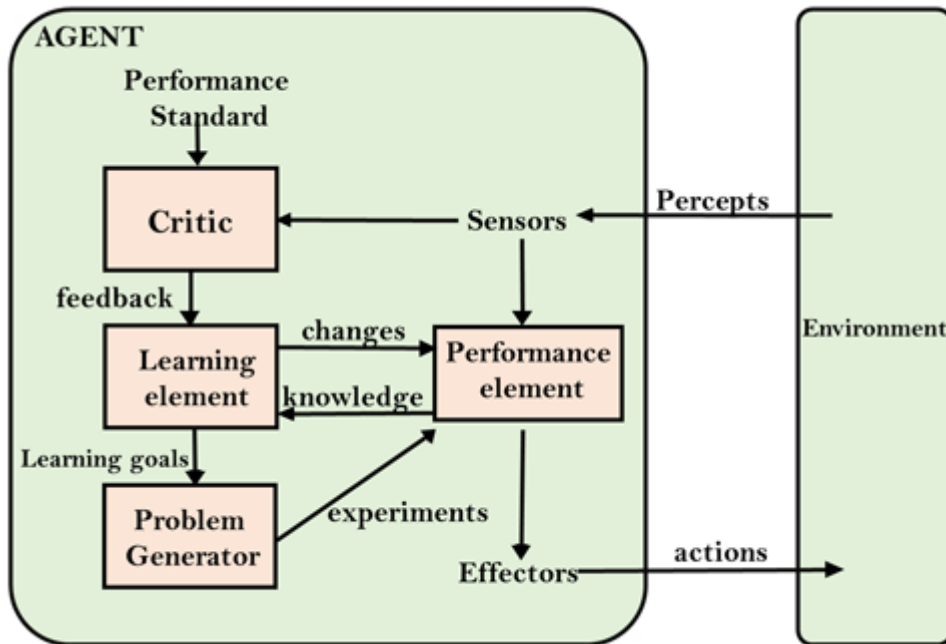 AGENT
Performance
Standard
Critic
Sensors
Percepts
feedback
changes
Learning
element
Performance
element
Environment
knowledge
Learning goals
Problem
Generator
experiments
Effectors
actions